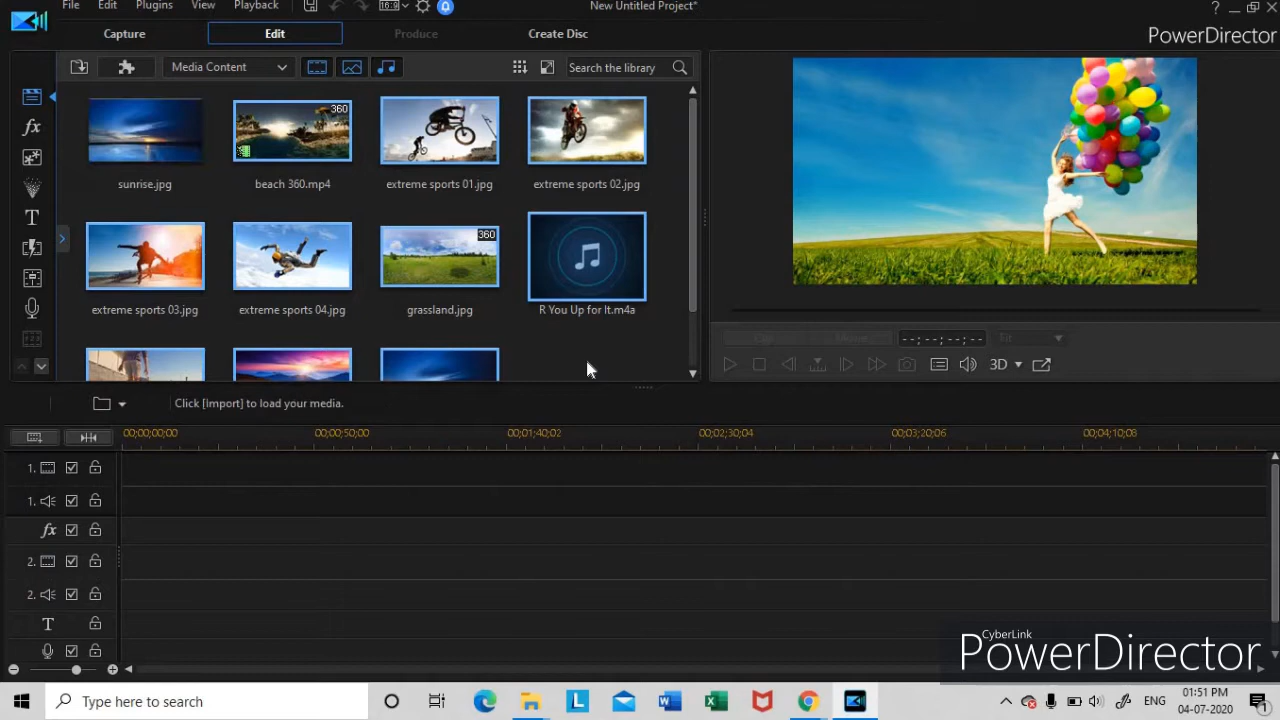 File Edit Plugins View Playback 16:9 New Untitled Project* ?
Capture Edit Produce Create Disc PowerDirector
Media Content Search the library
360
sunrise.jpg beach 360.mp4 extreme sports 01.jpg extreme sports 02.jpg
360
extreme sports 03.jpg extreme sports 04.jpg grassland.jpg R You Up for It.m4a
Clip Movie --;--;--;-- Fit
3D
Click [Import] to load your media.
00;00;00;00 00;00;50;00 00;01;40;02 00;02;30;04 00;03;20;06 00;04;10;08
1.
1.
fx
2.
2.
T
CyberLink
PowerDirector
Type here to search ENG 01:51 PM
04-07-2020 1